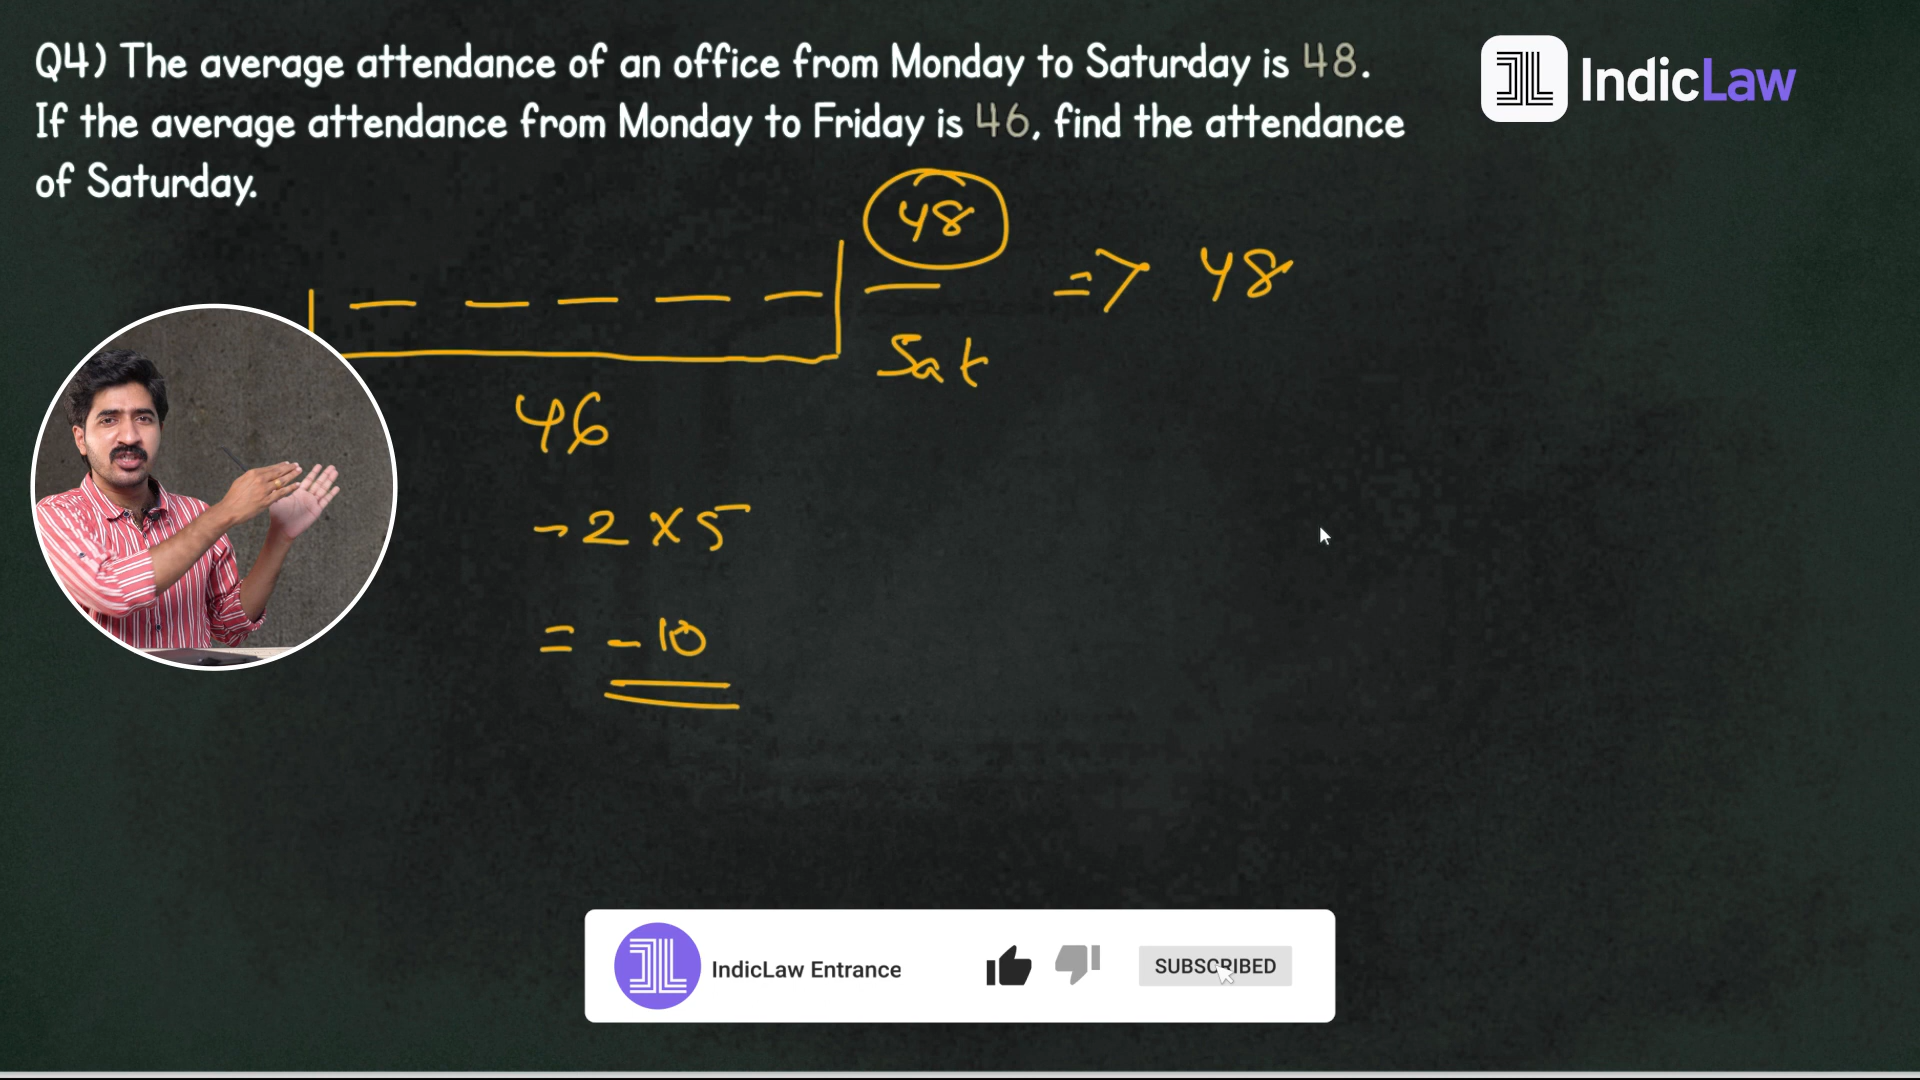 Q4) The average attendance of an office from Monday to Saturday is 48.
If the average attendance from Monday to Friday is 46, find the attendance
of Saturday.
IndicLaw
48
=> 48
Sat
46
-2 x 5
= -10
IndicLaw Entrance
SUBSCRIBED